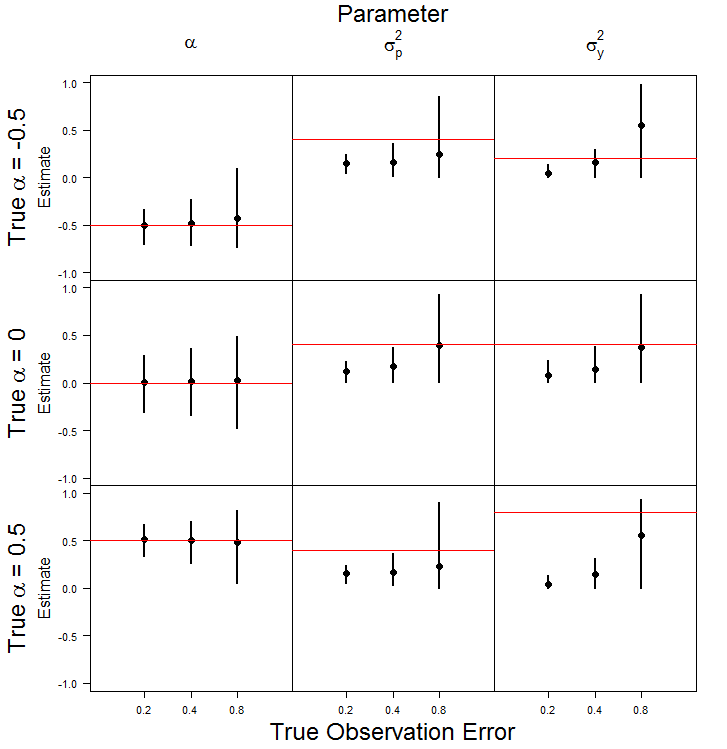 Parameter
α σ²ₚ σ²ᵧ
True α = -0.5
Estimate
1.0
0.5
0.0
-0.5
-1.0
True α = 0
Estimate
1.0
0.5
0.0
-0.5
-1.0
True α = 0.5
Estimate
1.0
0.5
0.0
-0.5
-1.0
0.2 0.4 0.8 0.2 0.4 0.8 0.2 0.4 0.8
True Observation Error